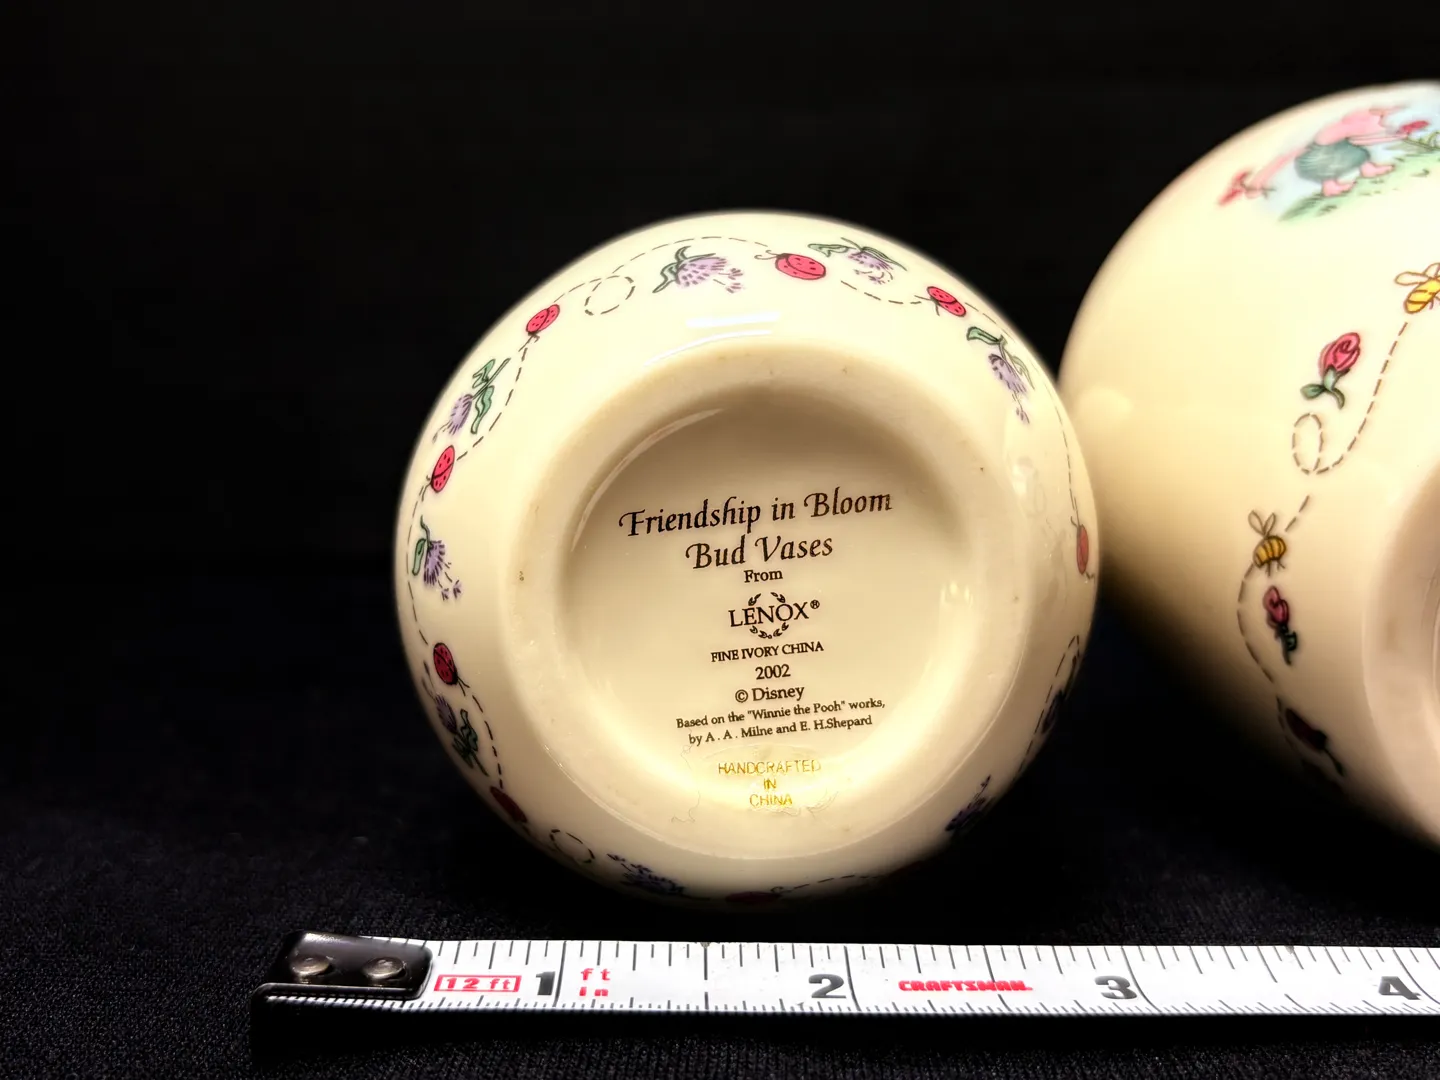 Friendship in Bloom
Bud Vases
From
LENOX®
FINE IVORY CHINA
2002
© Disney
Based on the "Winnie the Pooh" works,
by A . A . Milne and E. H.Shepard
HANDCRAFTED
IN
CHINA
12 ft 1 ft in 2 CRAFTSMAN. 3 4